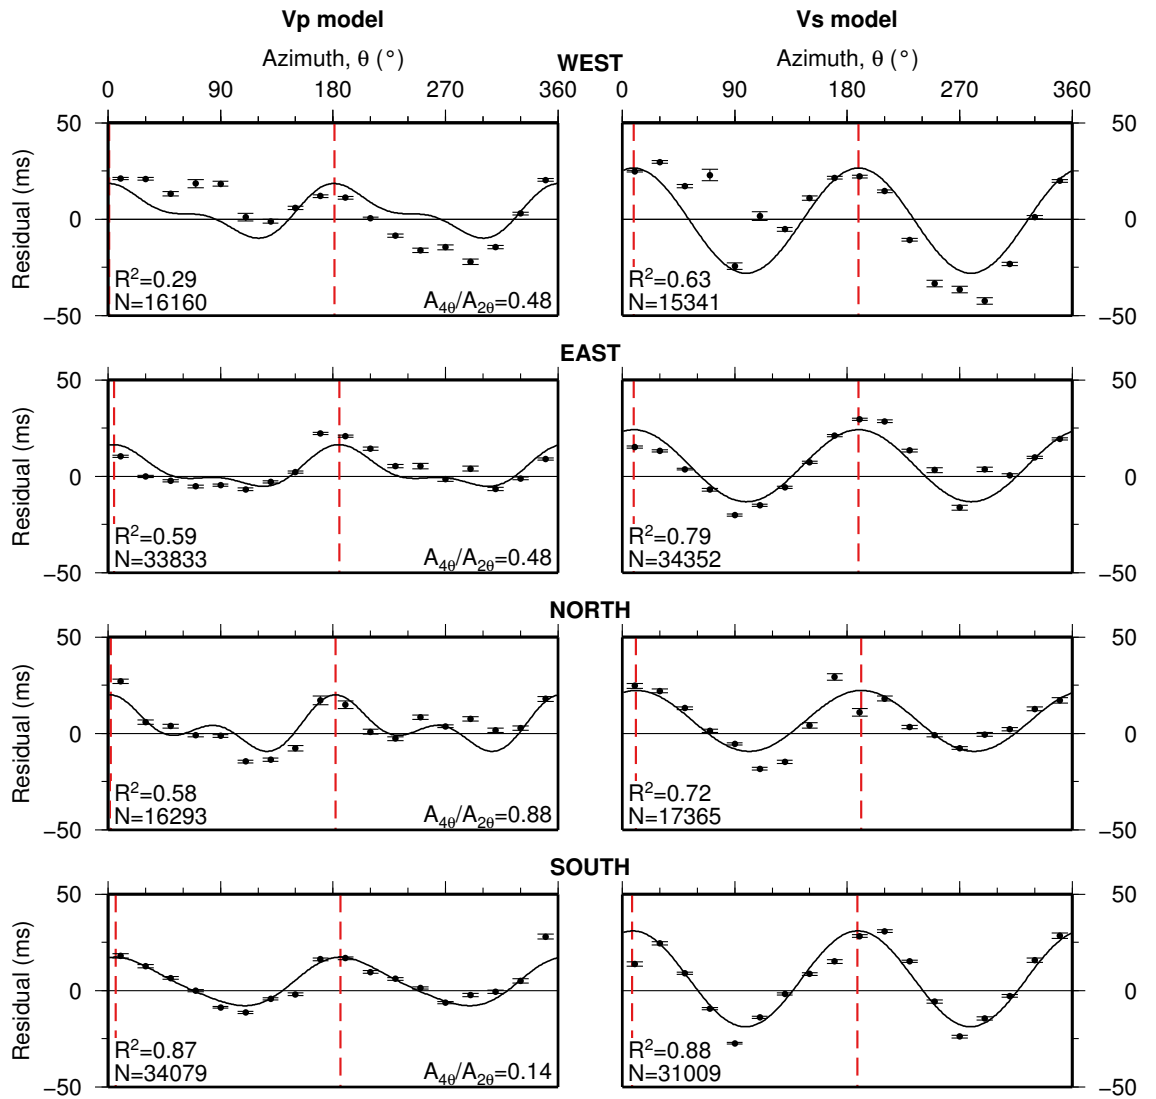 Vp model Vs model
Azimuth, θ (°) WEST Azimuth, θ (°)
0 90 180 270 360 0 90 180 270 360
50 50
Residual (ms) 0 0
R²=0.29 R²=0.63
N=16160 A₄θ/A₂θ=0.48 N=15341
−50 −50
EAST
50 50
Residual (ms) 0 0
R²=0.59 R²=0.79
N=33833 A₄θ/A₂θ=0.48 N=34352
−50 −50
NORTH
50 50
Residual (ms) 0 0
R²=0.58 R²=0.72
N=16293 A₄θ/A₂θ=0.88 N=17365
−50 −50
SOUTH
50 50
Residual (ms) 0 0
R²=0.87 R²=0.88
N=34079 A₄θ/A₂θ=0.14 N=31009
−50 −50